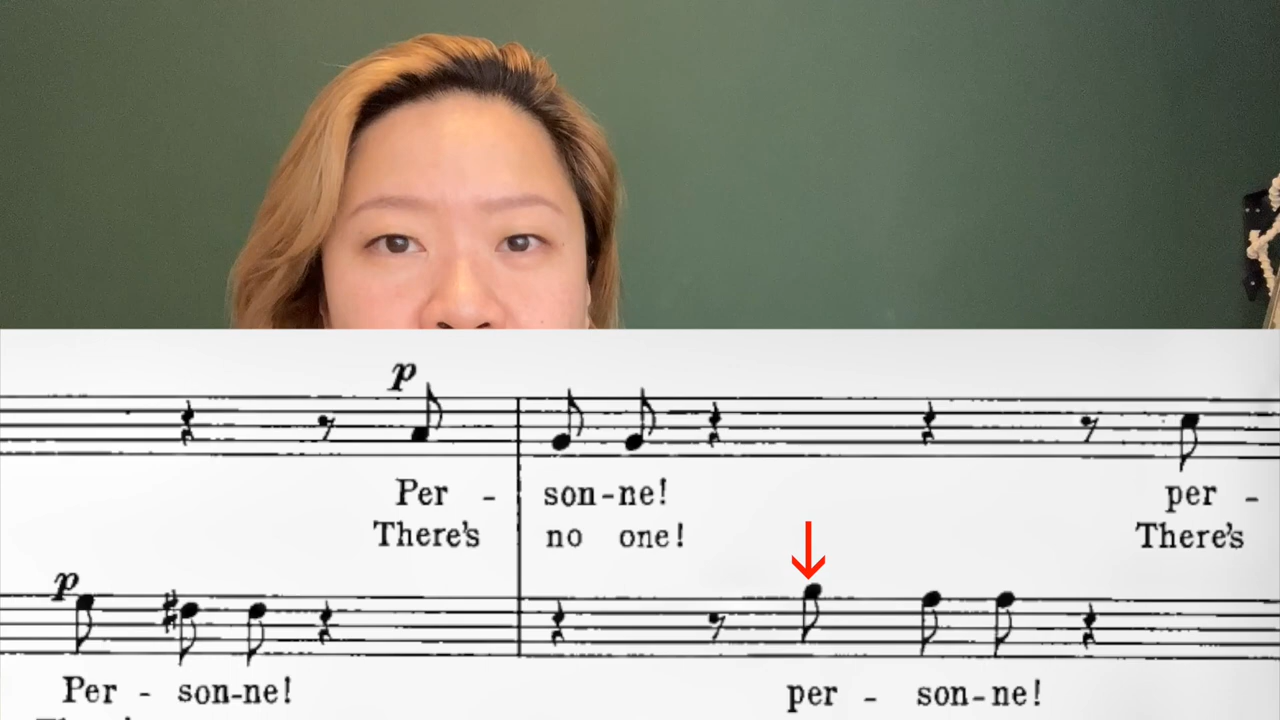 p
Per - son-ne! per -
There's no one! There's
p
Per - son-ne! per - son-ne!